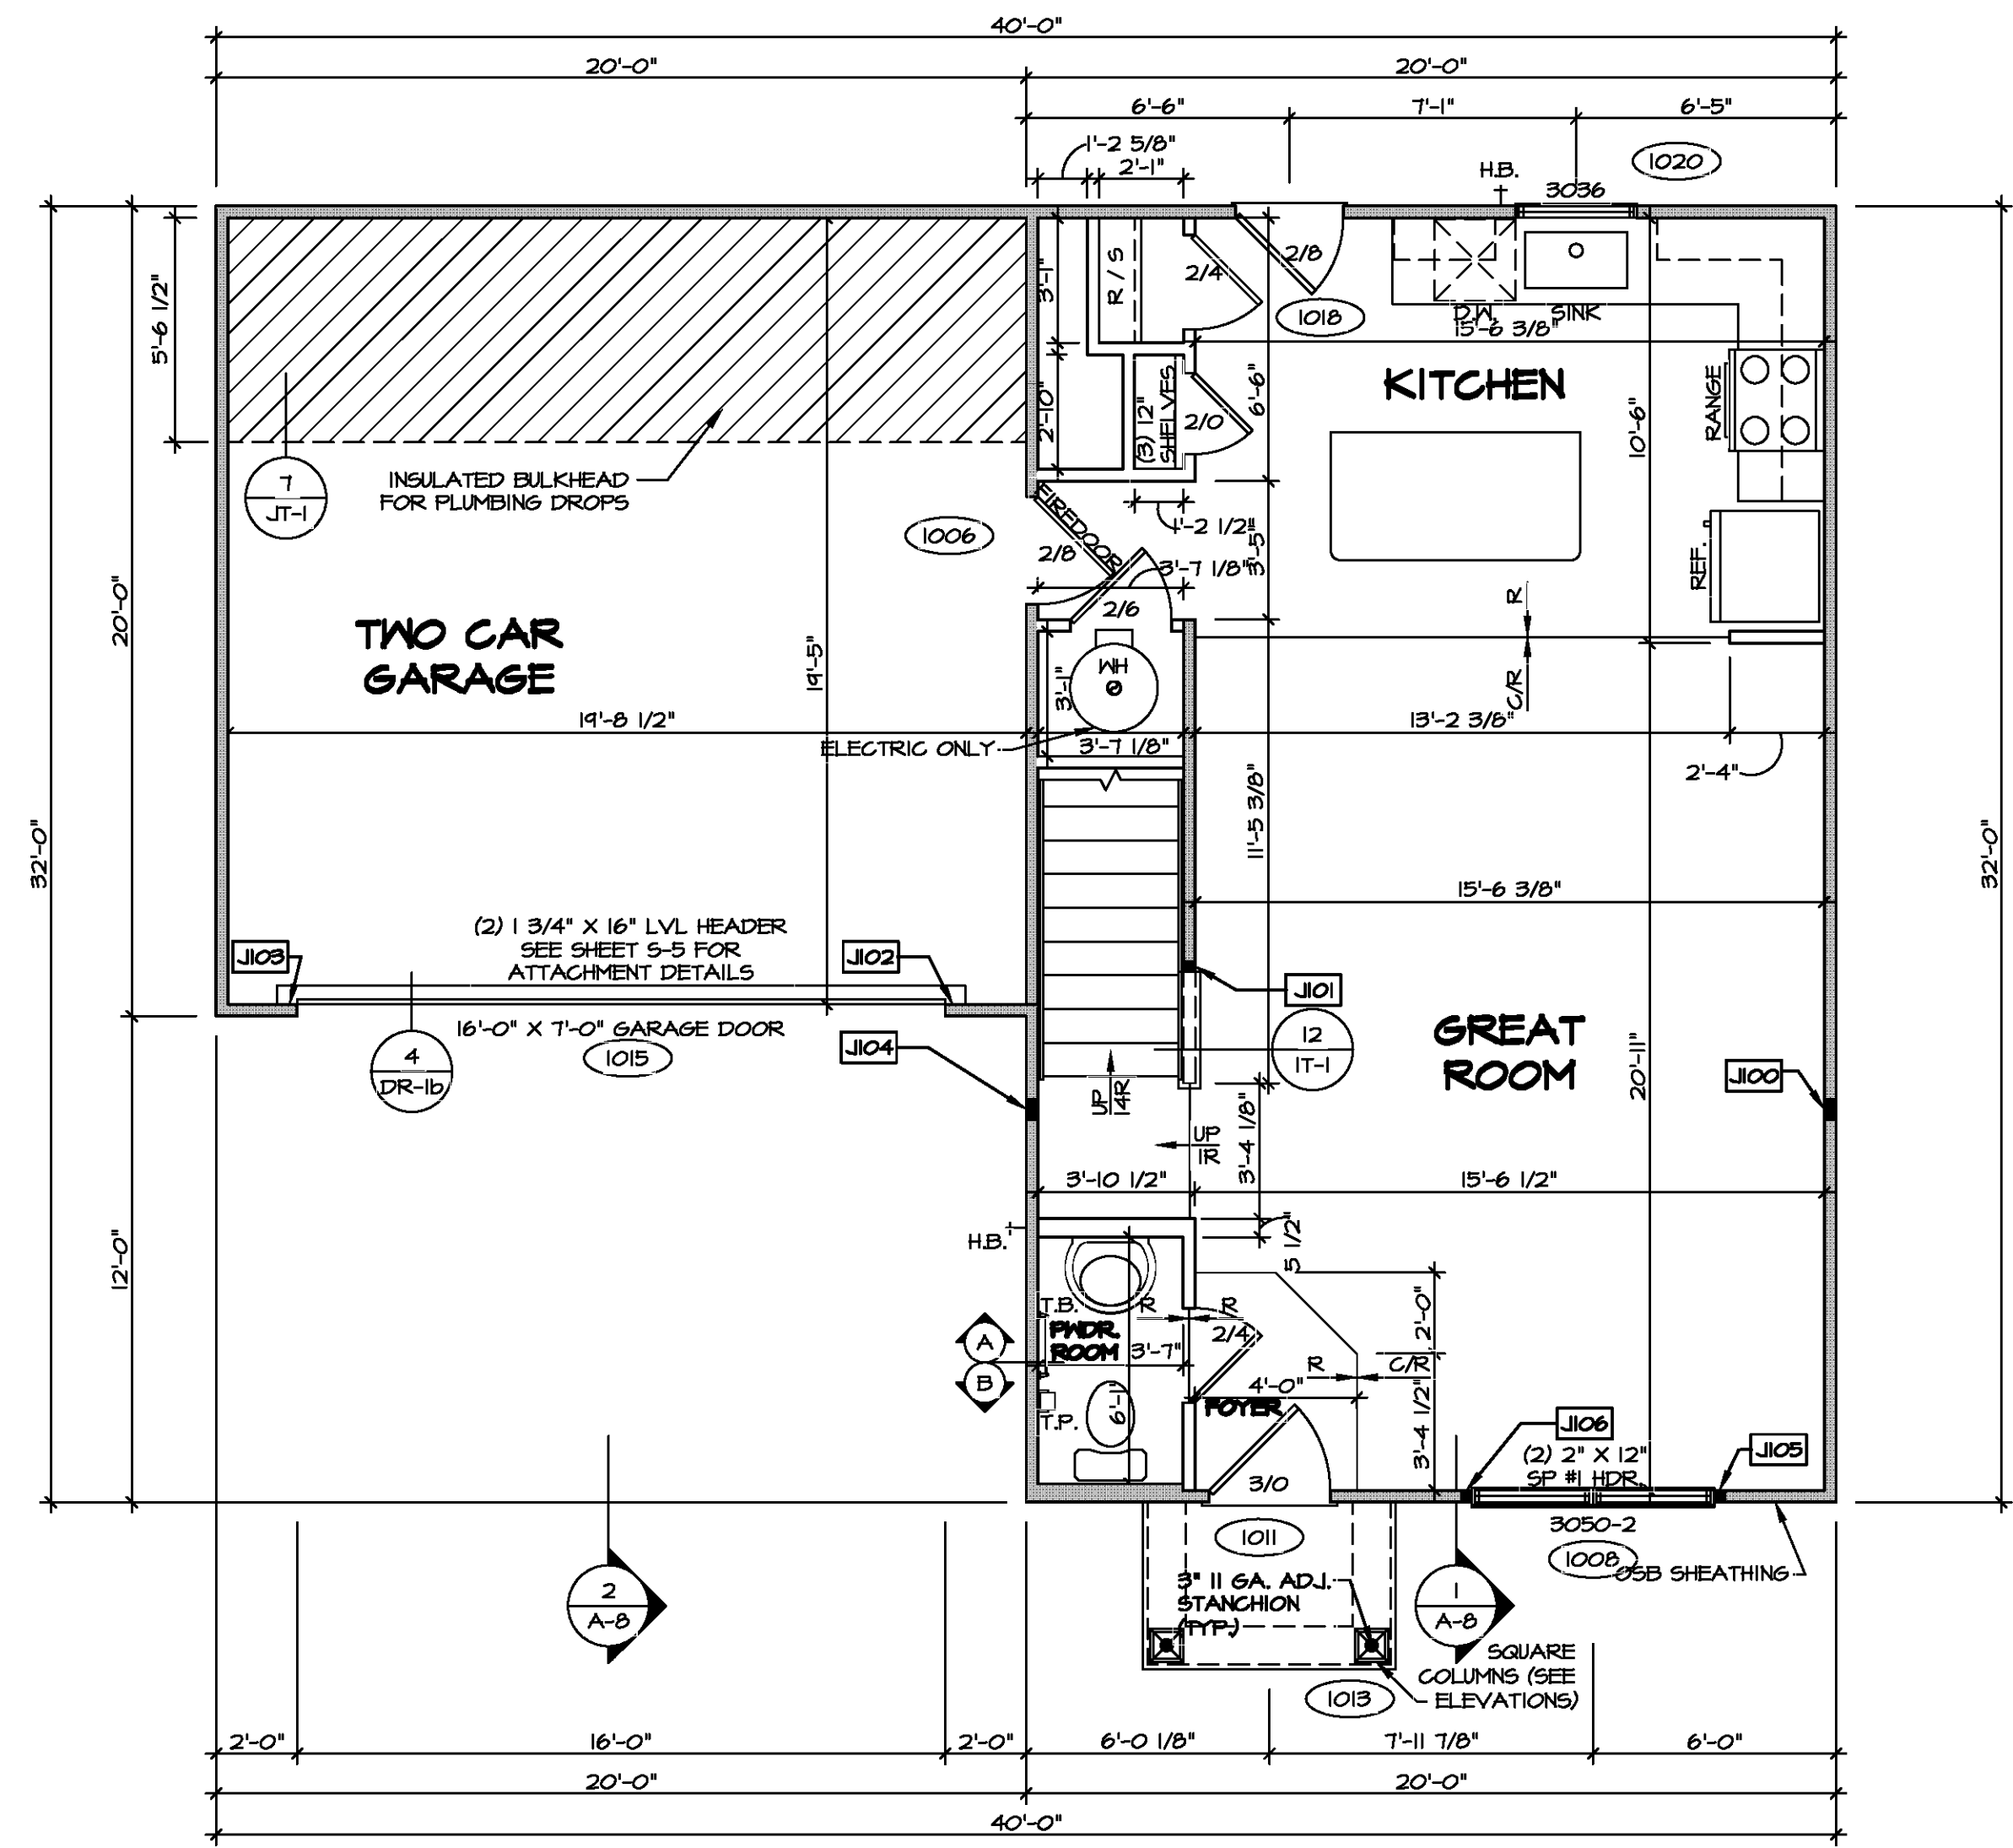 40'-0"
20'-0"
20'-0"
6'-6"
7'-1"
6'-5"
1'-2 5/8"
2'-1"
H.B.
1020
3036
5'-6 1/2"
3'-1"
R / S
2/4
2/8
1018
D.W.
SINK
15'-6 3/8"
KITCHEN
RANGE
2'-10"
(3) 12"
SHELVES
2/0
6'-6"
10'-6"
7
JT-1
INSULATED BULKHEAD
FOR PLUMBING DROPS
1006
FIREDOOR
2/8
1'-2 1/2"
3'-5"
3'-7 1/8"
2/6
REF.
R
C/R
20'-0"
TWO CAR
GARAGE
19'-5"
WH
3'-1"
19'-8 1/2"
13'-2 3/8"
ELECTRIC ONLY
3'-7 1/8"
2'-4"
32'-0"
32'-0"
11'-5 3/8"
15'-6 3/8"
(2) 1 3/4" X 16" LVL HEADER
SEE SHEET S-5 FOR
ATTACHMENT DETAILS
J103
J102
J101
16'-0" X 7'-0" GARAGE DOOR
1015
4
DR-1b
J104
12
IT-1
GREAT
ROOM
20'-11"
J100
UP
14R
UP
1R
3'-4 1/8"
3'-10 1/2"
15'-6 1/2"
12'-0"
H.B.
5 1/2"
T.B.
R
R
2/4
2'-0"
PWDR.
ROOM
3'-7"
A
B
R
C/R
4'-0"
FOYER
T.P.
6'-1"
3'-4 1/2"
J106
J105
(2) 2" X 12"
SP #1 HDR.
3/0
3050-2
1011
1008
OSB SHEATHING
2
A-8
3" 11 GA. ADJ.
STANCHION
(TYP.)
1
A-8
SQUARE
COLUMNS (SEE
ELEVATIONS)
1013
2'-0"
16'-0"
2'-0"
6'-0 1/8"
7'-11 7/8"
6'-0"
20'-0"
20'-0"
40'-0"